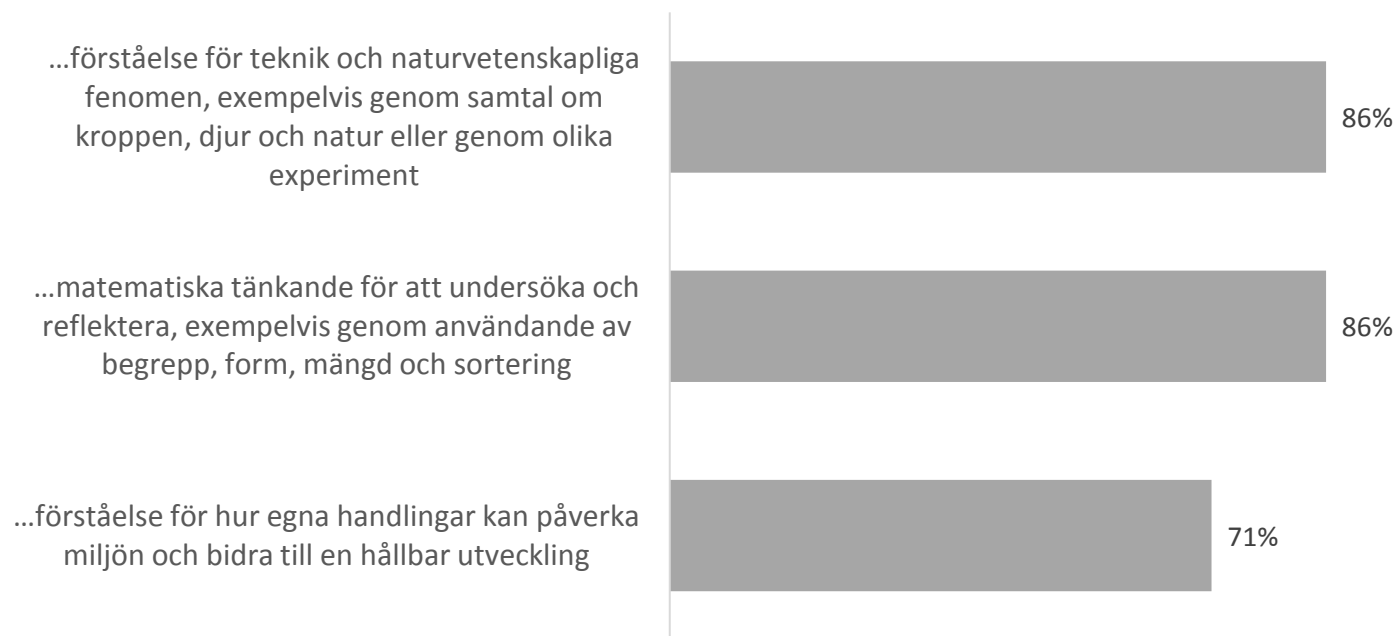 ...förståelse för teknik och naturvetenskapliga
fenomen, exempelvis genom samtal om
kroppen, djur och natur eller genom olika
experiment
86%
...matematiska tänkande för att undersöka och
reflektera, exempelvis genom användande av
begrepp, form, mängd och sortering
86%
...förståelse för hur egna handlingar kan påverka
miljön och bidra till en hållbar utveckling
71%